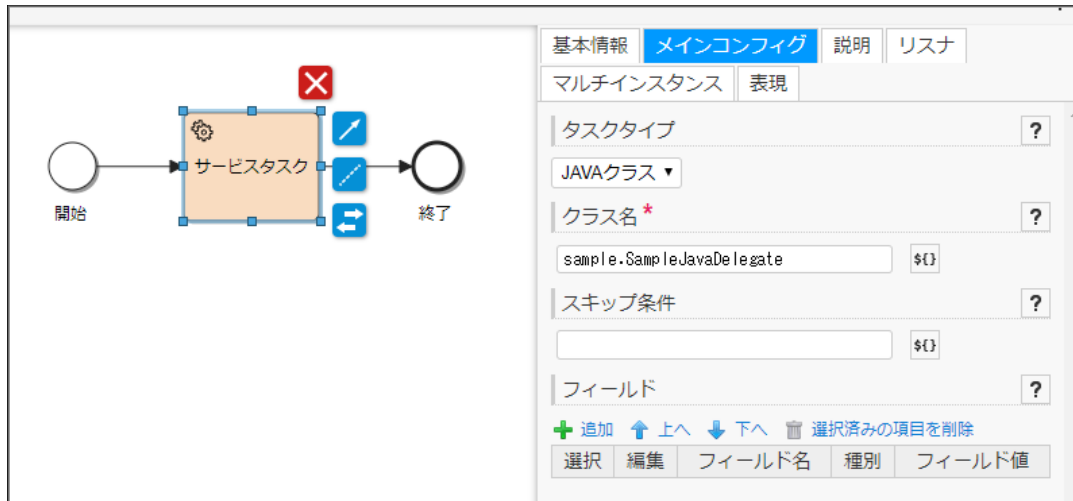 サービスタスク
開始
終了
基本情報 メインコンフィグ 説明 リスナ
マルチインスタンス 表現
タスクタイプ ?
JAVAクラス ▼
クラス名* ?
sample.SampleJavaDelegate ${}
スキップ条件 ?
${}
フィールド ?
追加 上へ 下へ 選択済みの項目を削除
選択 編集 フィールド名 種別 フィールド値